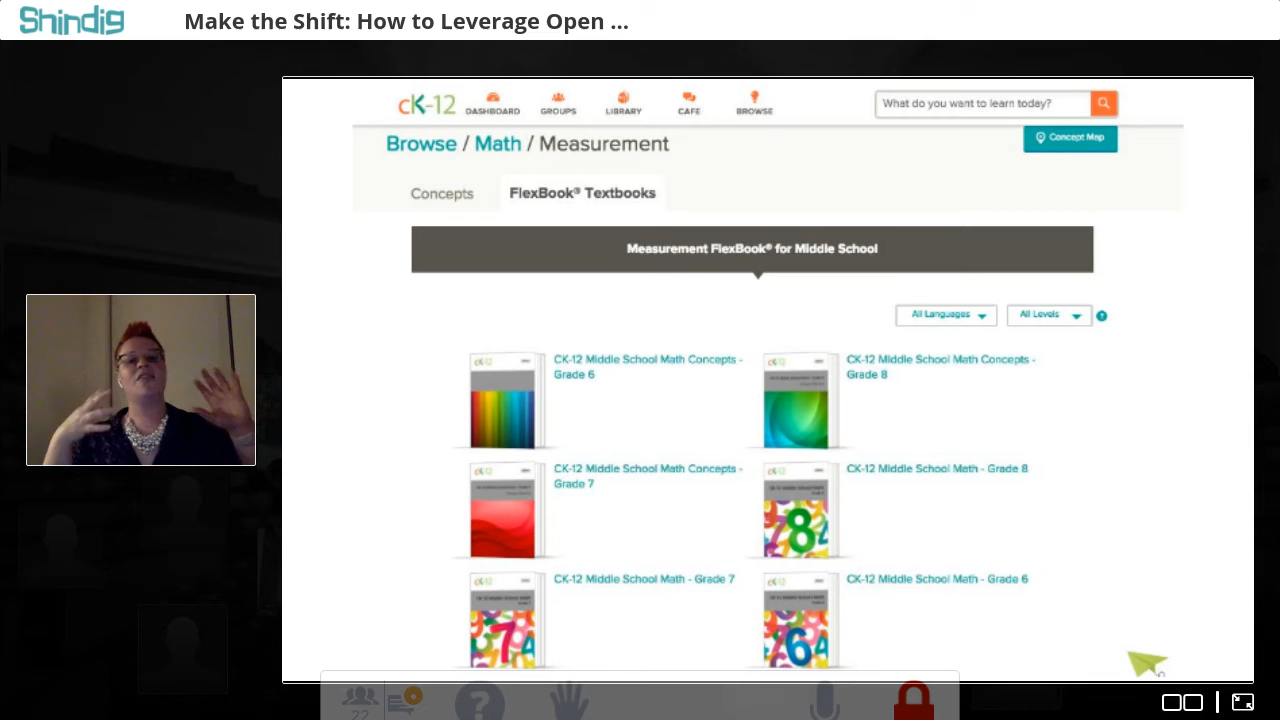 Shindig
Make the Shift: How to Leverage Open ...
cK-12
DASHBOARD
GROUPS
LIBRARY
CAFE
BROWSE
What do you want to learn today?
Browse / Math / Measurement
Concept Map
Concepts
FlexBook® Textbooks
Measurement FlexBook® for Middle School
All Languages
All Levels
?
CK-12 Middle School Math Concepts -
Grade 6
CK-12 Middle School Math Concepts -
Grade 8
CK-12 Middle School Math Concepts -
Grade 7
CK-12 Middle School Math - Grade 8
8
CK-12 Middle School Math - Grade 7
7
CK-12 Middle School Math - Grade 6
6
22
?